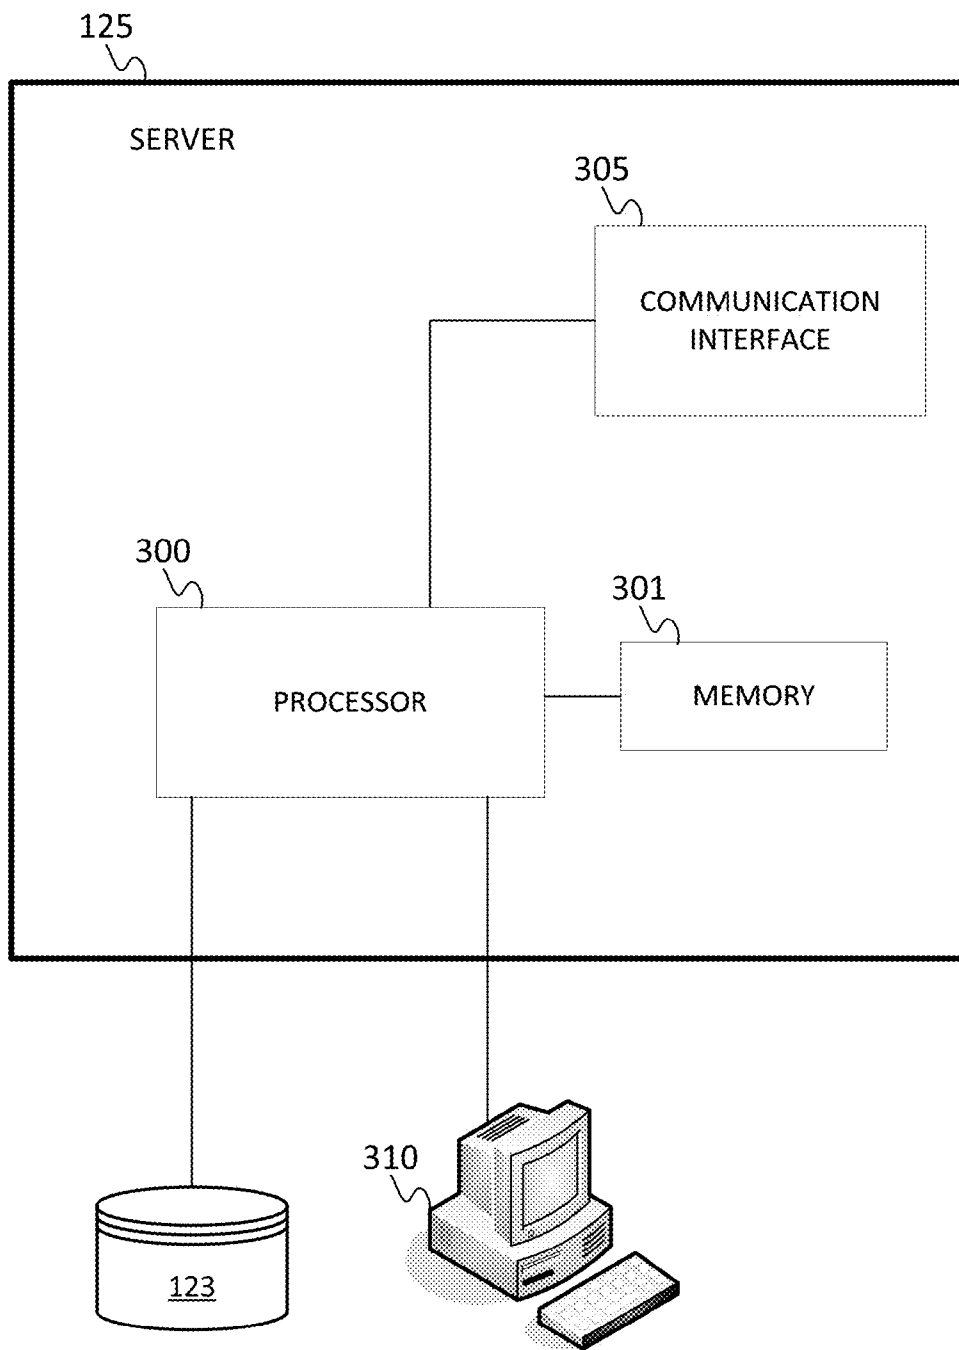 125
SERVER
305
COMMUNICATION
INTERFACE
300
301
PROCESSOR
MEMORY
310
123